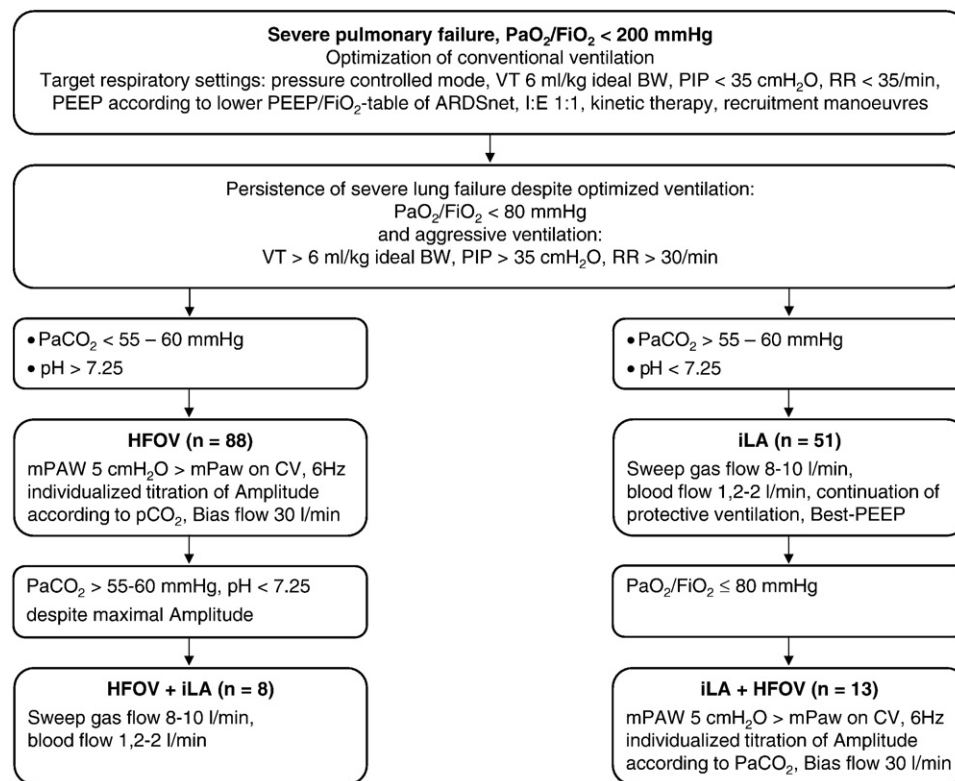 Severe pulmonary failure, PaO₂/FiO₂ < 200 mmHg
Optimization of conventional ventilation
Target respiratory settings: pressure controlled mode, VT 6 ml/kg ideal BW, PIP < 35 cmH₂O, RR < 35/min,
PEEP according to lower PEEP/FiO₂-table of ARDSnet, I:E 1:1, kinetic therapy, recruitment manoeuvres
Persistence of severe lung failure despite optimized ventilation:
PaO₂/FiO₂ < 80 mmHg
and aggressive ventilation:
VT > 6 ml/kg ideal BW, PIP > 35 cmH₂O, RR > 30/min
• PaCO₂ < 55 – 60 mmHg
• pH > 7.25
HFOV (n = 88)
mPAW 5 cmH₂O > mPaw on CV, 6Hz
individualized titration of Amplitude
according to pCO₂, Bias flow 30 l/min
PaCO₂ > 55-60 mmHg, pH < 7.25
despite maximal Amplitude
HFOV + iLA (n = 8)
Sweep gas flow 8-10 l/min,
blood flow 1,2-2 l/min
• PaCO₂ > 55 – 60 mmHg
• pH < 7.25
iLA (n = 51)
Sweep gas flow 8-10 l/min,
blood flow 1,2-2 l/min, continuation of
protective ventilation, Best-PEEP
PaO₂/FiO₂ ≤ 80 mmHg
iLA + HFOV (n = 13)
mPAW 5 cmH₂O > mPaw on CV, 6Hz
individualized titration of Amplitude
according to PaCO₂, Bias flow 30 l/min